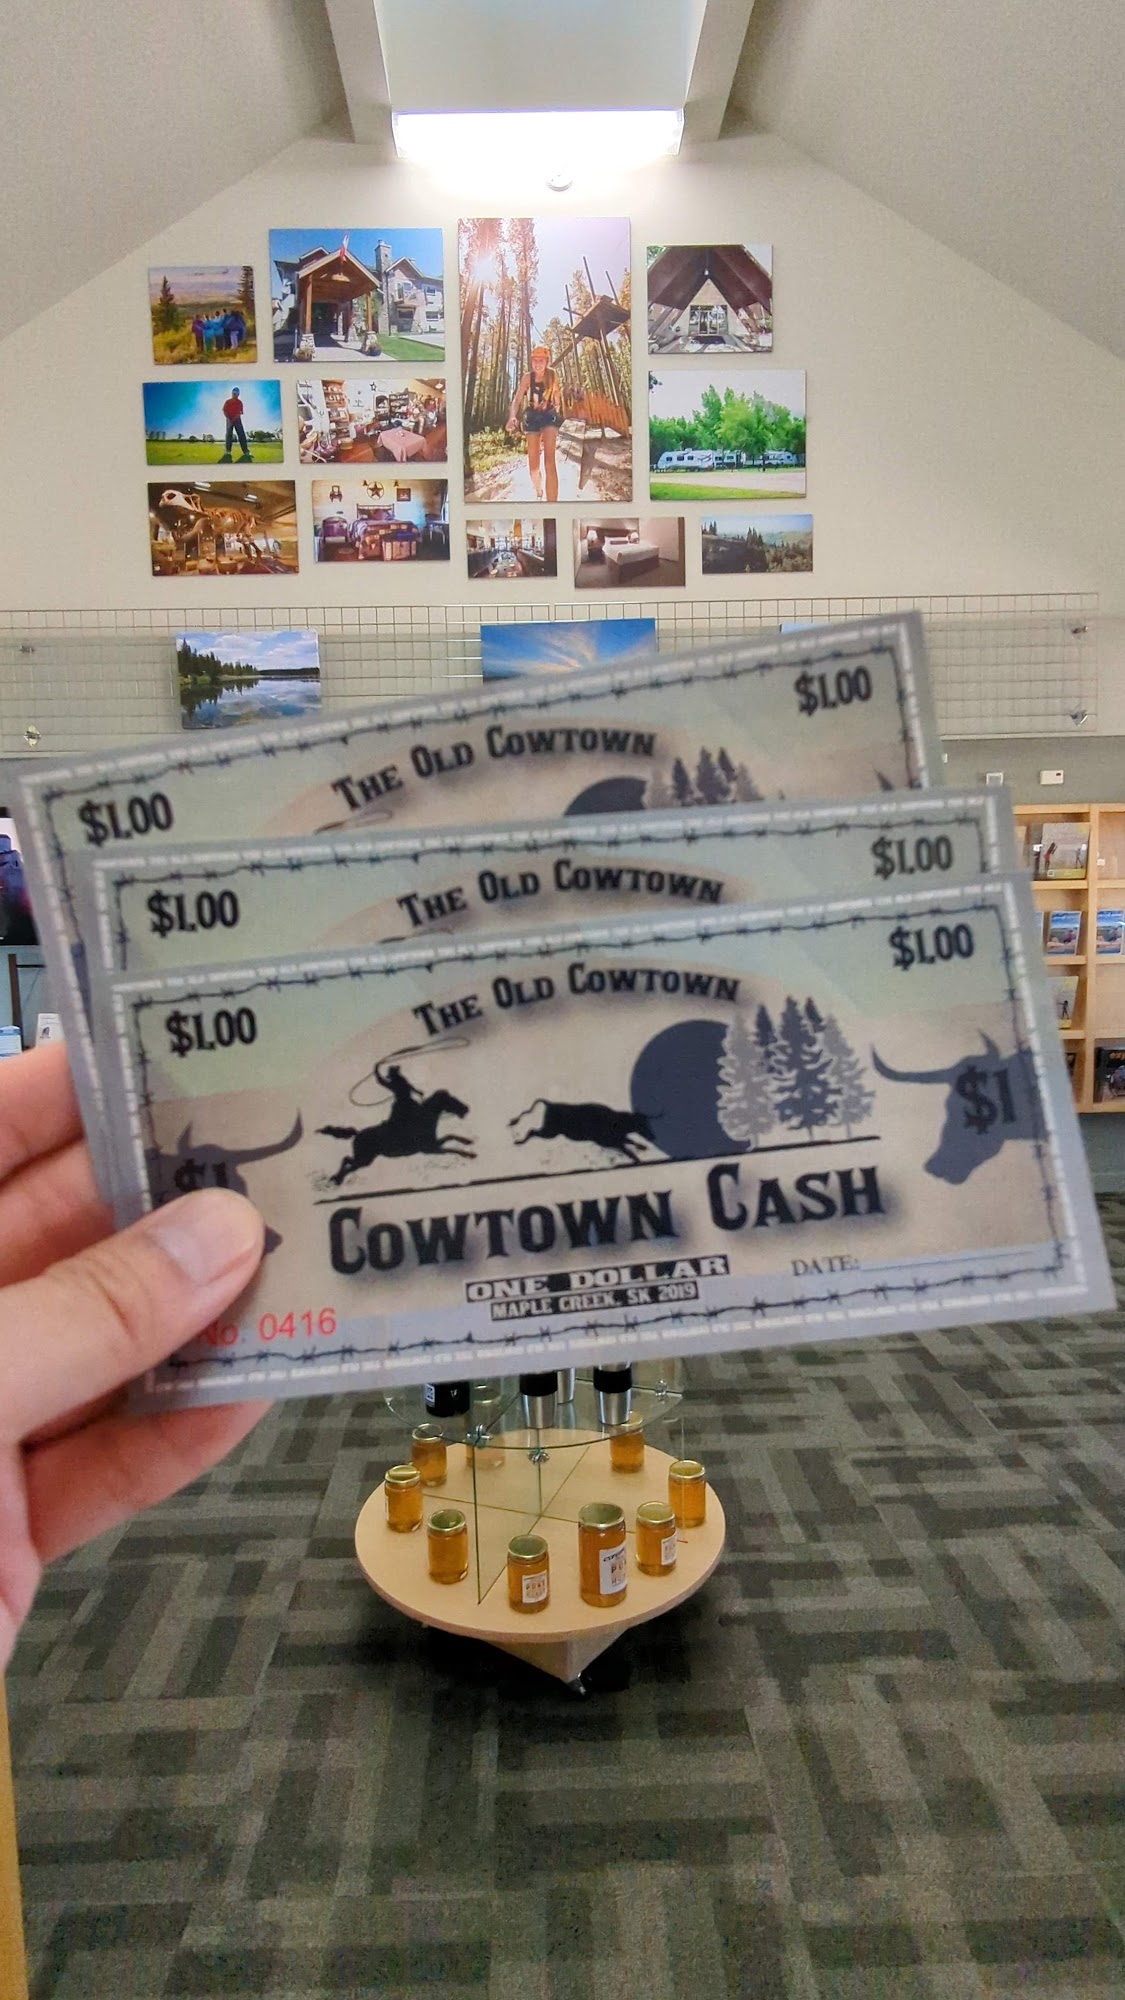 $1.00
THE OLD COWTOWN
$1.00
$1.00
THE OLD COWTOWN
$1.00
$1.00
THE OLD COWTOWN
$1.00
$1
$1
COWTOWN CASH
ONE DOLLAR
DATE:
MAPLE CREEK, SK 2019
No. 0416